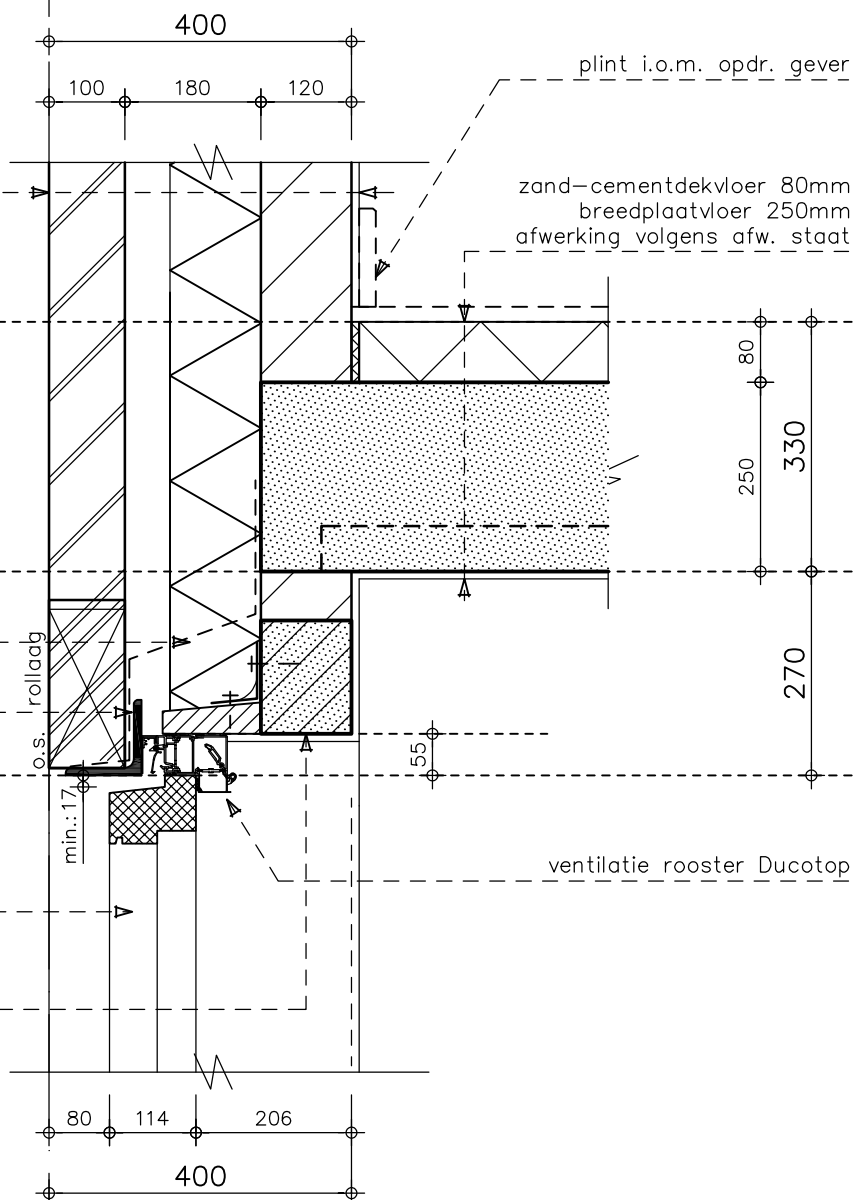 400
100
180
120
plint i.o.m. opdr. gever
zand-cementdekvloer 80mm
breedplaatvloer 250mm
afwerking volgens afw. staat
80
250
330
270
o.s. rollaag
55
min.:17
ventilatie rooster Ducotop
80
114
206
400